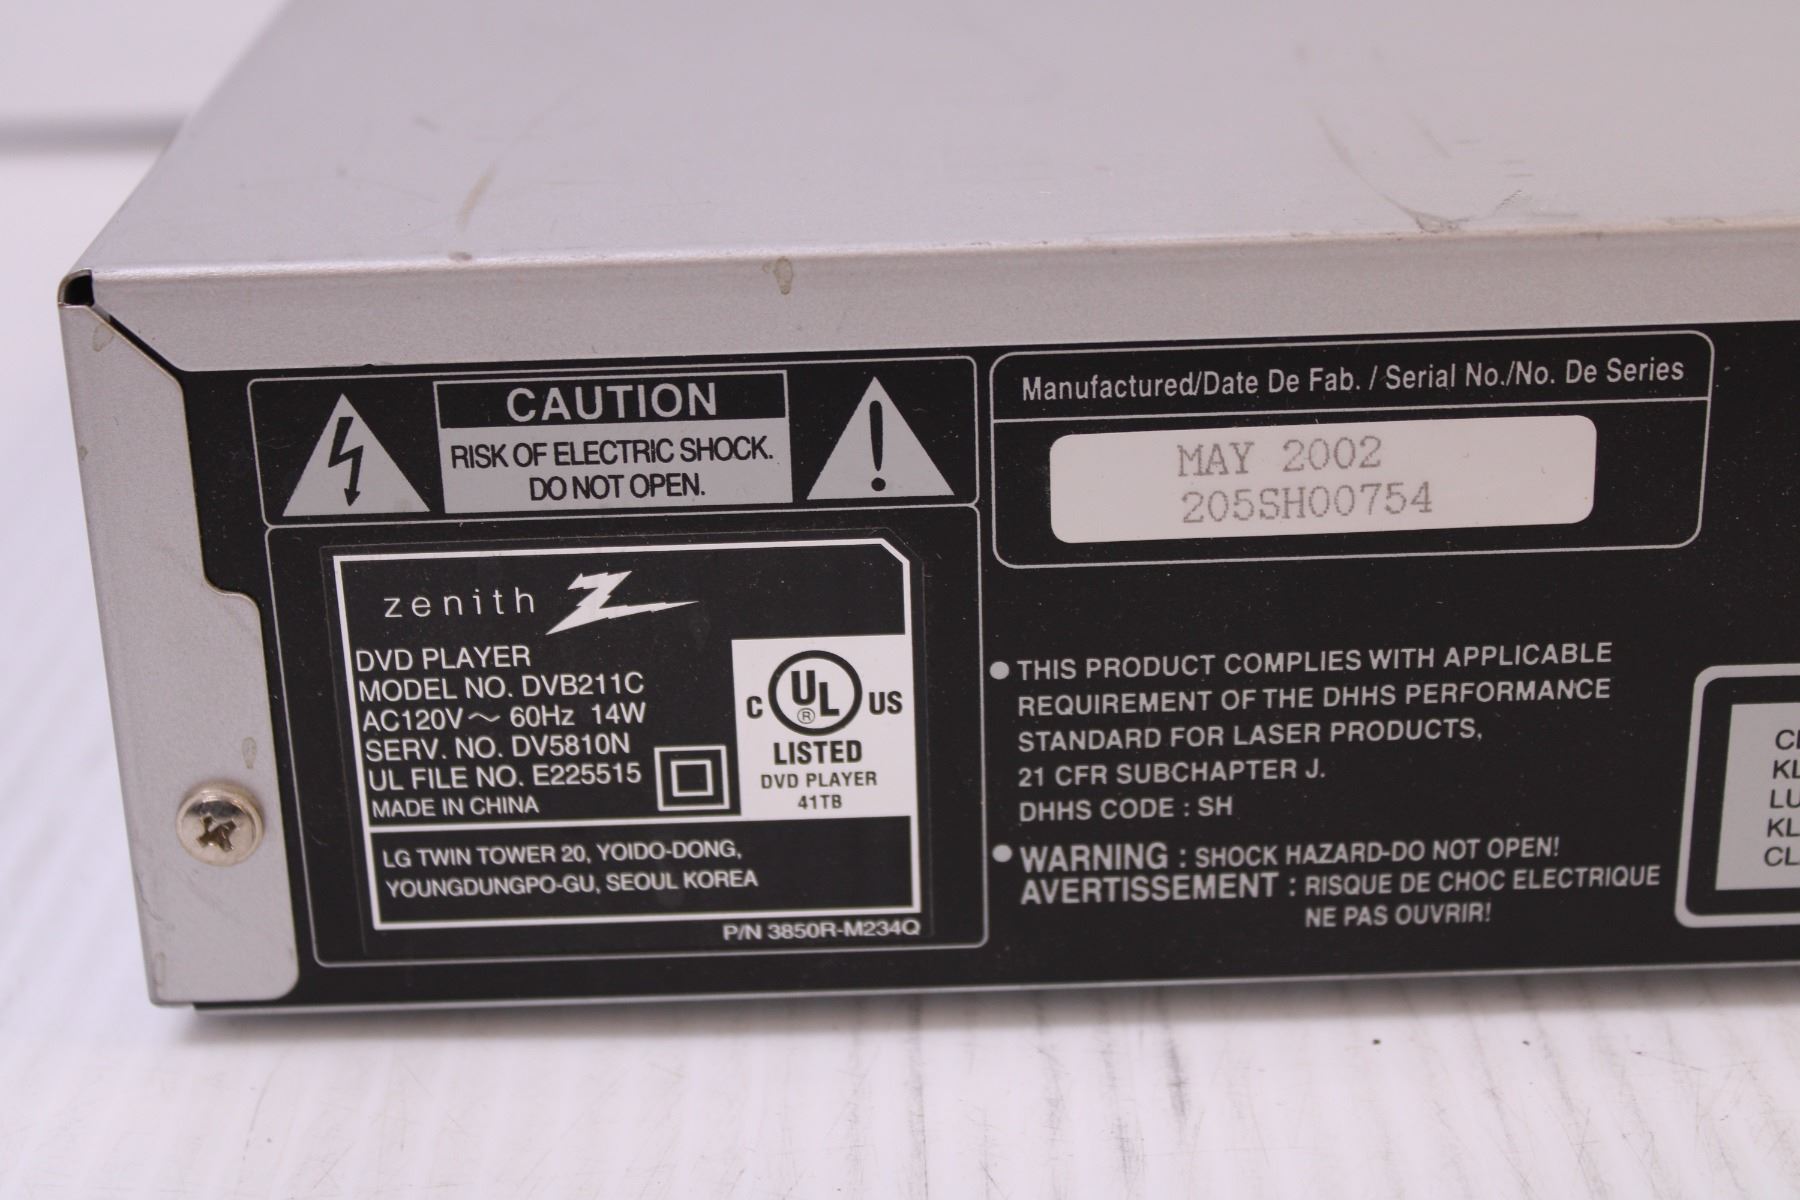 CAUTION
RISK OF ELECTRIC SHOCK.
DO NOT OPEN.
zenith
DVD PLAYER
MODEL NO. DVB211C
AC120V ~ 60Hz 14W
SERV. NO. DV5810N
UL FILE NO. E225515
MADE IN CHINA
C UL ® US
LISTED
DVD PLAYER
41TB
LG TWIN TOWER 20, YOIDO-DONG,
YOUNGDUNGPO-GU, SEOUL KOREA
P/N 3850R-M234Q
Manufactured/Date De Fab. / Serial No./No. De Series
MAY 2002
205SH00754
● THIS PRODUCT COMPLIES WITH APPLICABLE
REQUIREMENT OF THE DHHS PERFORMANCE
STANDARD FOR LASER PRODUCTS,
21 CFR SUBCHAPTER J.
DHHS CODE : SH
● WARNING : SHOCK HAZARD-DO NOT OPEN!
AVERTISSEMENT : RISQUE DE CHOC ELECTRIQUE
NE PAS OUVRIR!